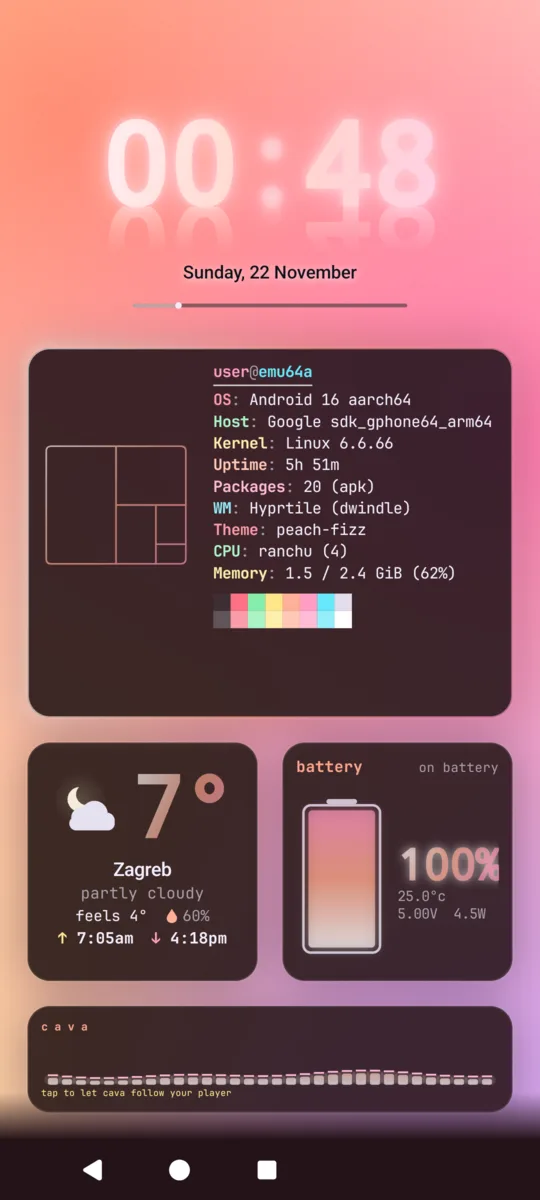 00:48
Sunday, 22 November
user@emu64a
OS: Android 16 aarch64
Host: Google sdk_gphone64_arm64
Kernel: Linux 6.6.66
Uptime: 5h 51m
Packages: 20 (apk)
WM: Hyprtile (dwindle)
Theme: peach-fizz
CPU: ranchu (4)
Memory: 1.5 / 2.4 GiB (62%)
7°
Zagreb
partly cloudy
feels 4° 60%
↑ 7:05am ↓ 4:18pm
battery on battery
100%
25.0°c
5.00V 4.5W
cava
tap to let cava follow your player